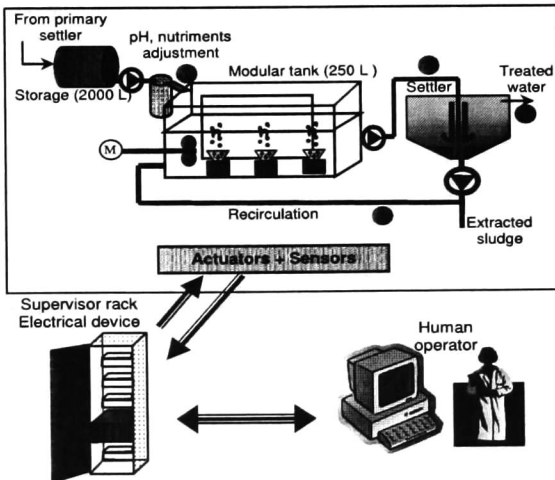 From primary
settler
pH, nutriments
adjustment
Storage (2000 L)
Modular tank (250 L )
Settler
Treated
water
M
Recirculation
Extracted
sludge
Actuators + Sensors
Supervisor rack
Electrical device
Human
operator